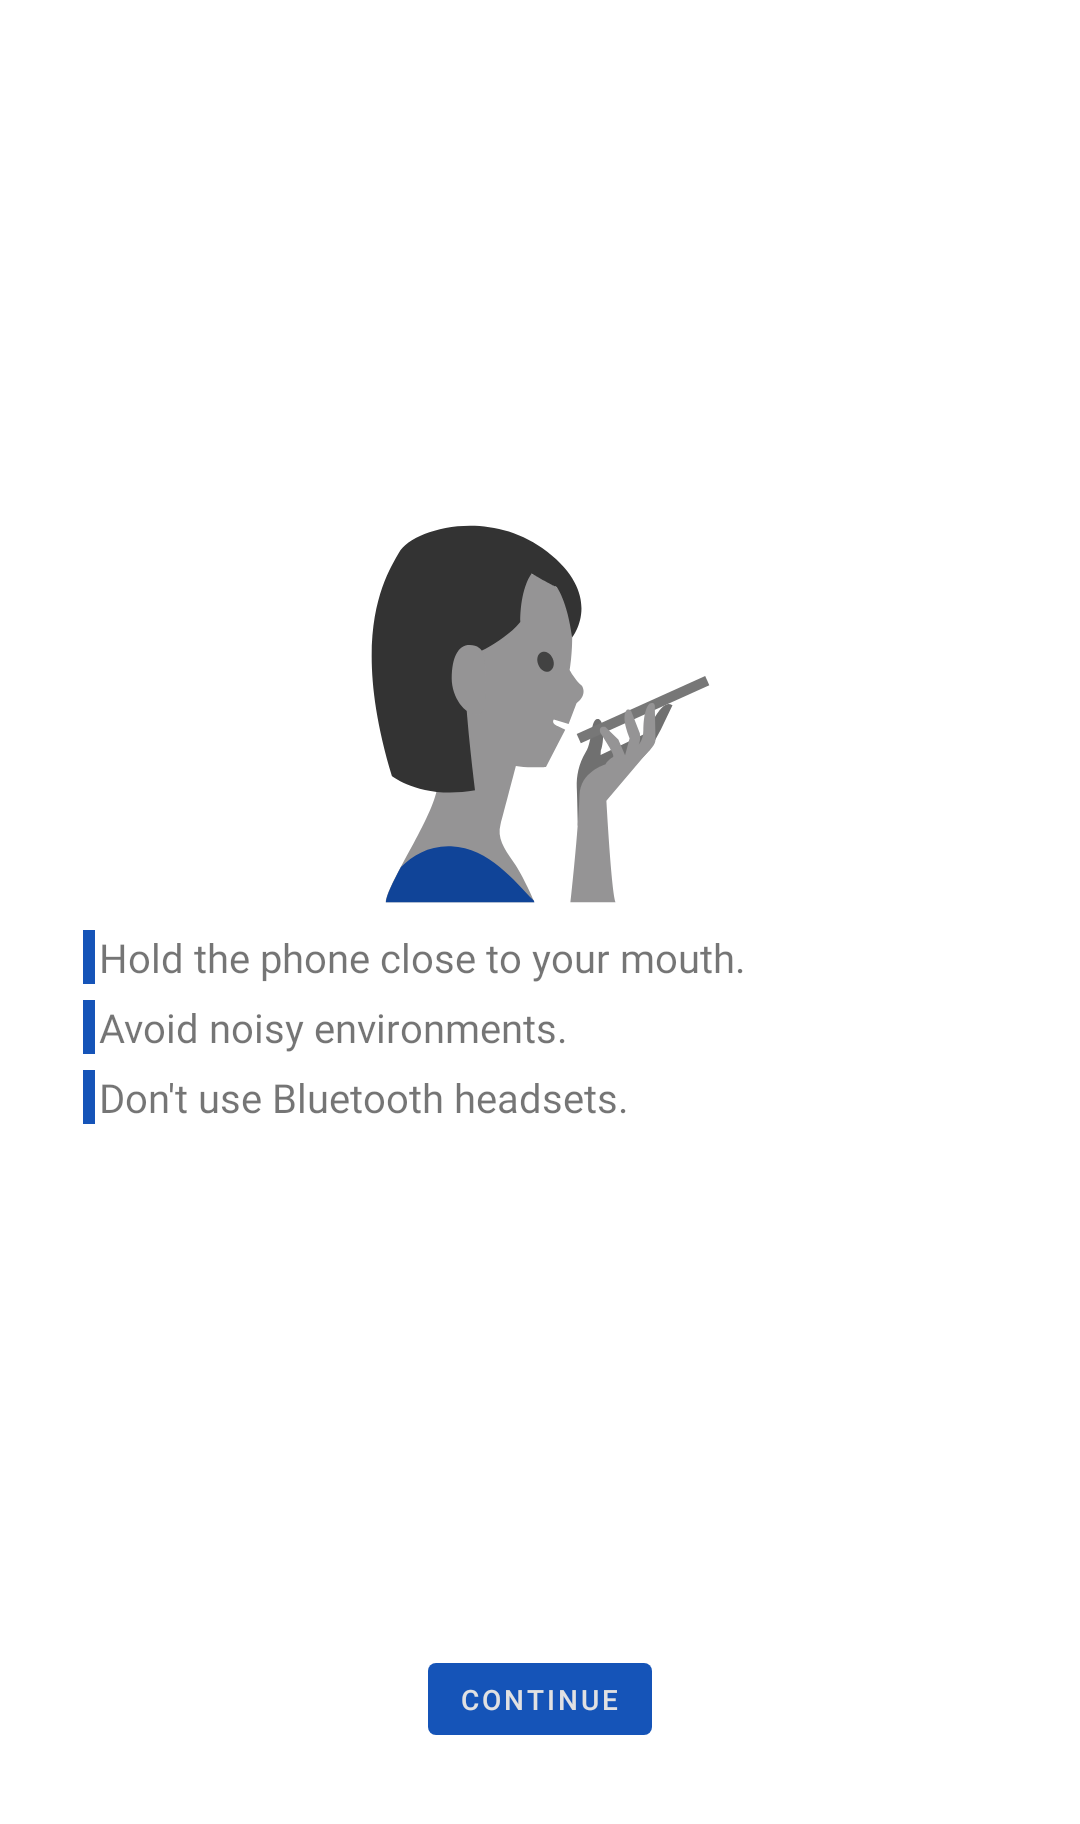 Hold the phone close to your mouth.
Avoid noisy environments.
Don't use Bluetooth headsets.
CONTINUE